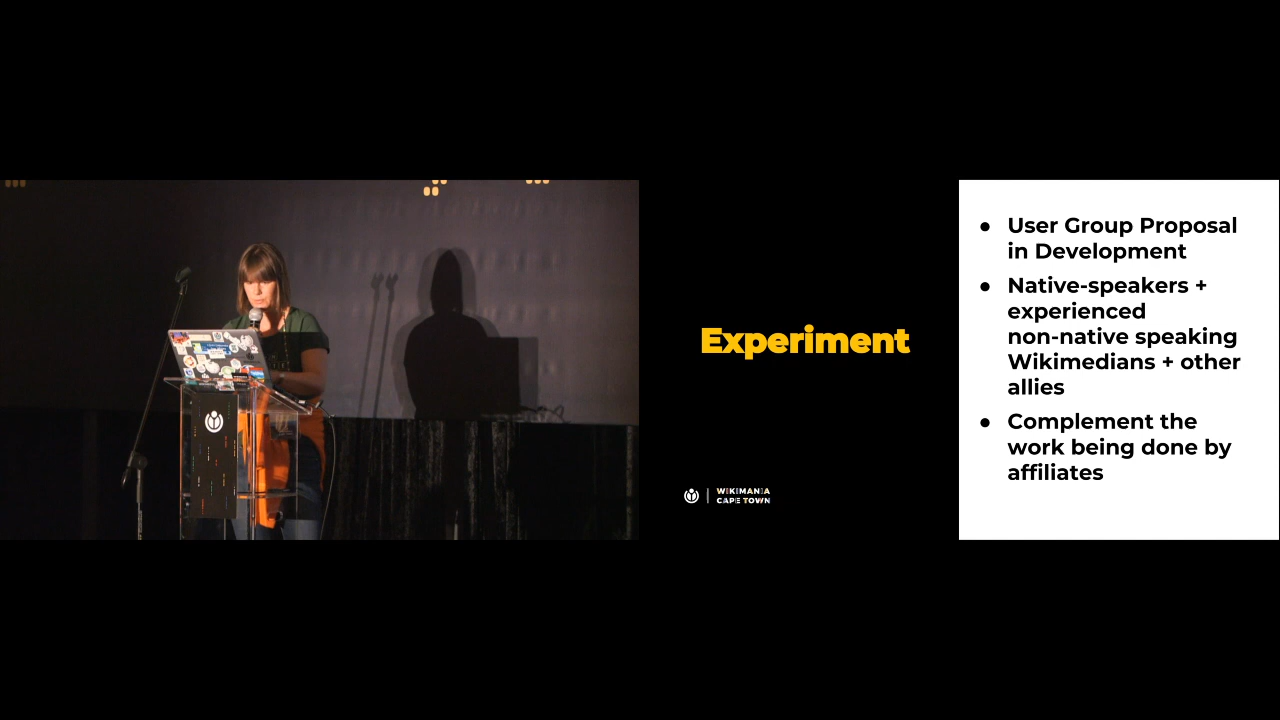 Experiment
WIKIMANIA
CAPE TOWN
● User Group Proposal
in Development
● Native-speakers +
experienced
non-native speaking
Wikimedians + other
allies
● Complement the
work being done by
affiliates